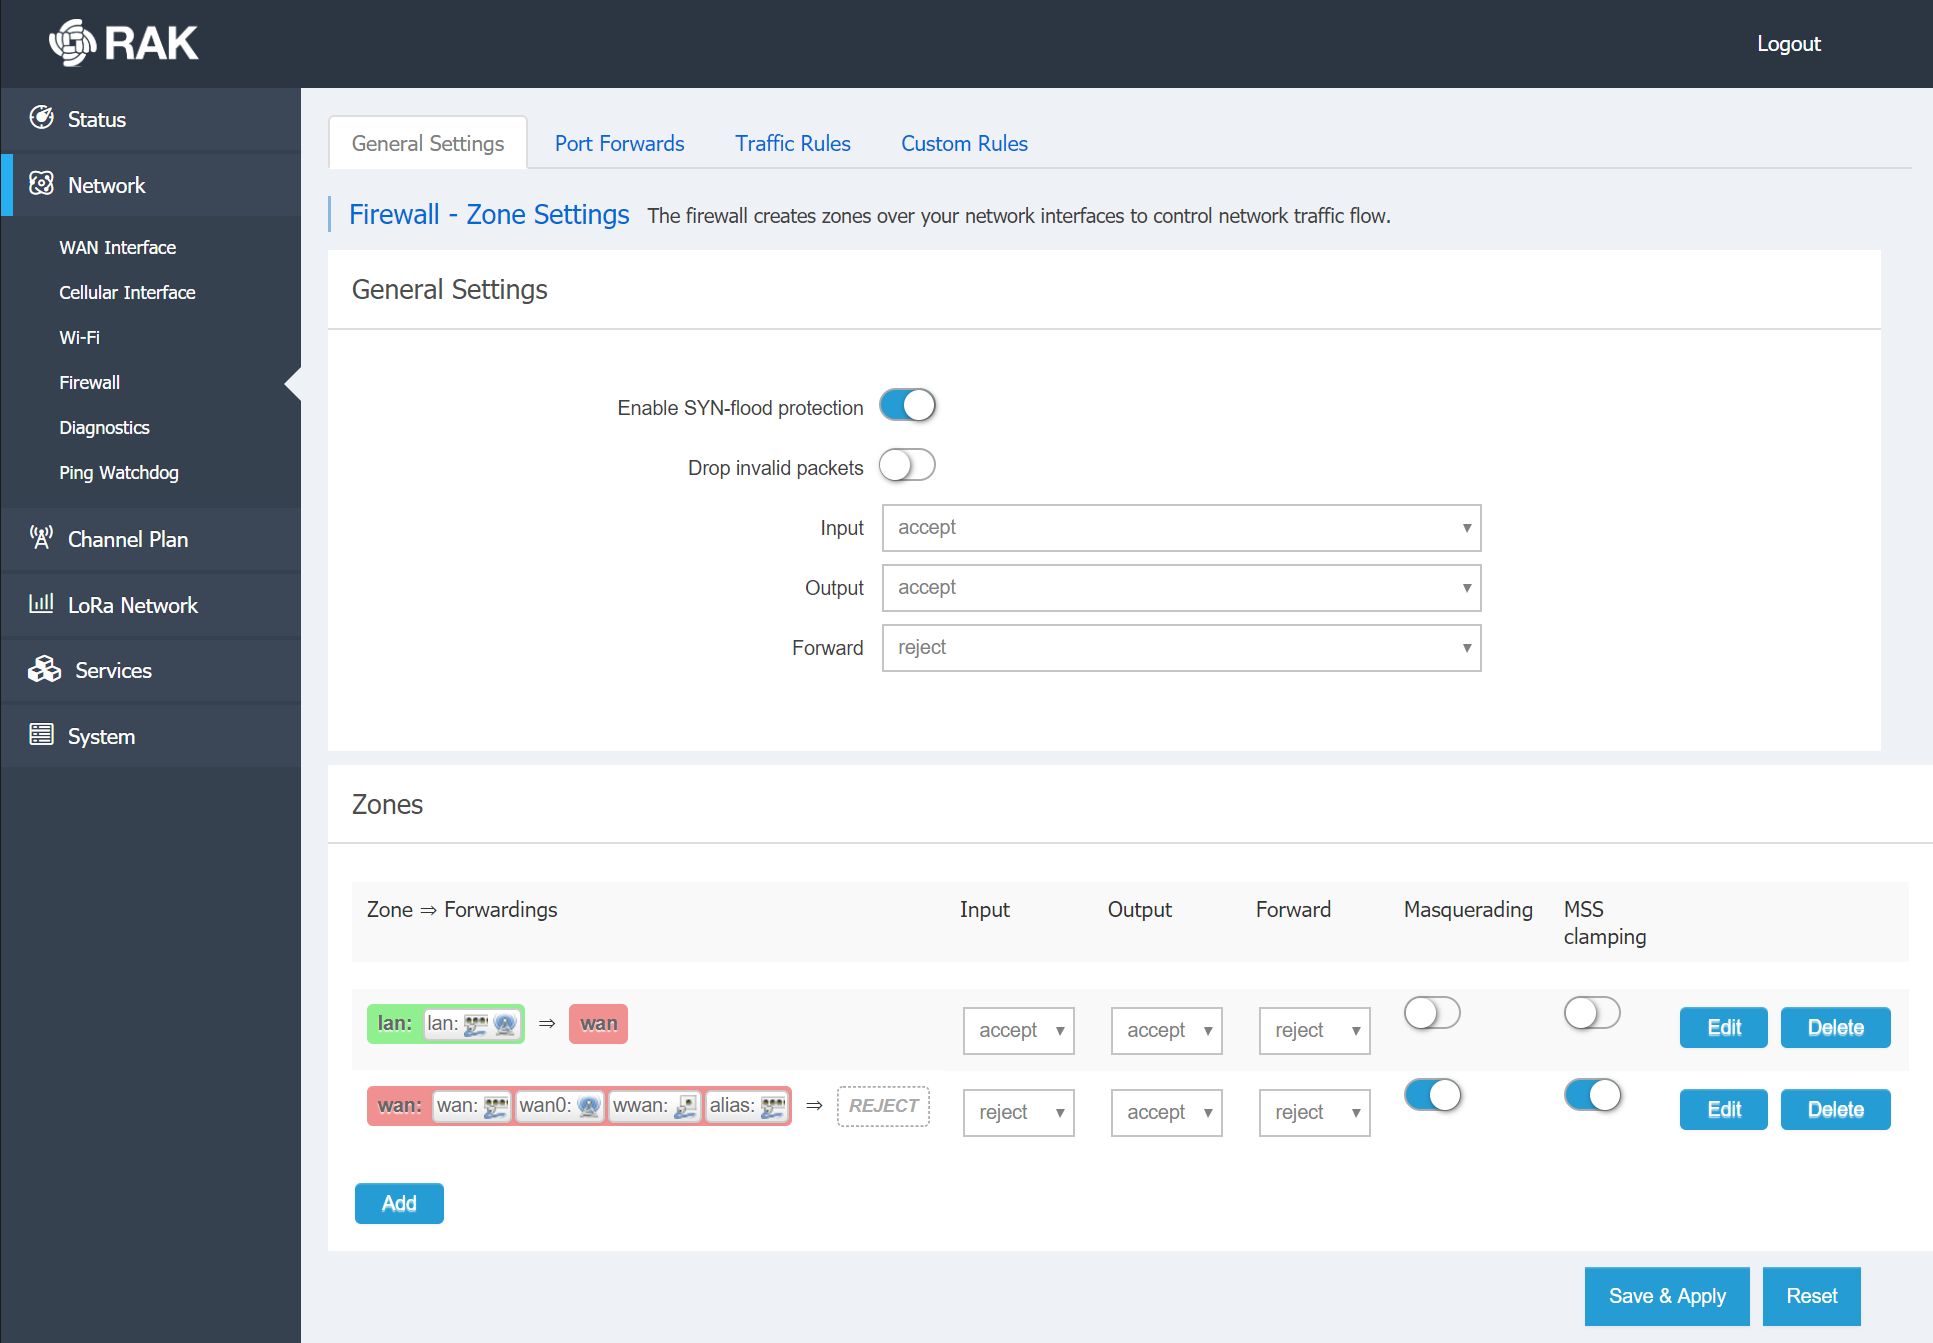 RAK
Logout
Status
Network
WAN Interface
Cellular Interface
Wi-Fi
Firewall
Diagnostics
Ping Watchdog
Channel Plan
LoRa Network
Services
System
General Settings Port Forwards Traffic Rules Custom Rules
Firewall - Zone Settings The firewall creates zones over your network interfaces to control network traffic flow.
General Settings
Enable SYN-flood protection
Drop invalid packets
Input accept
Output accept
Forward reject
Zones
Zone ⇒ Forwardings Input Output Forward Masquerading MSS
clamping
lan: lan: ⇒ wan accept accept reject Edit Delete
wan: wan: wan0: wwan: alias: ⇒ REJECT reject accept reject Edit Delete
Add
Save & Apply Reset